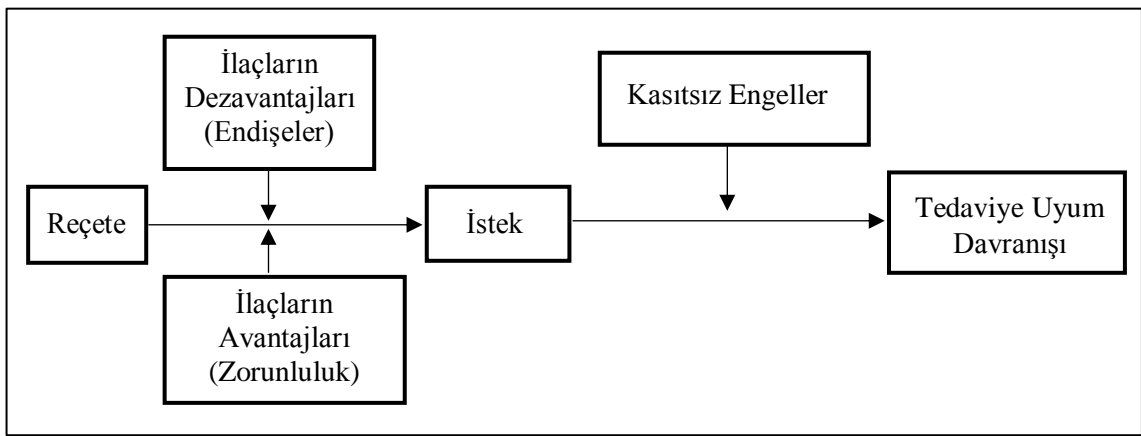 İlaçların
Dezavantajları
(Endişeler)
Kasıtsız Engeller
Reçete
İstek
Tedaviye Uyum
Davranışı
İlaçların
Avantajları
(Zorunluluk)